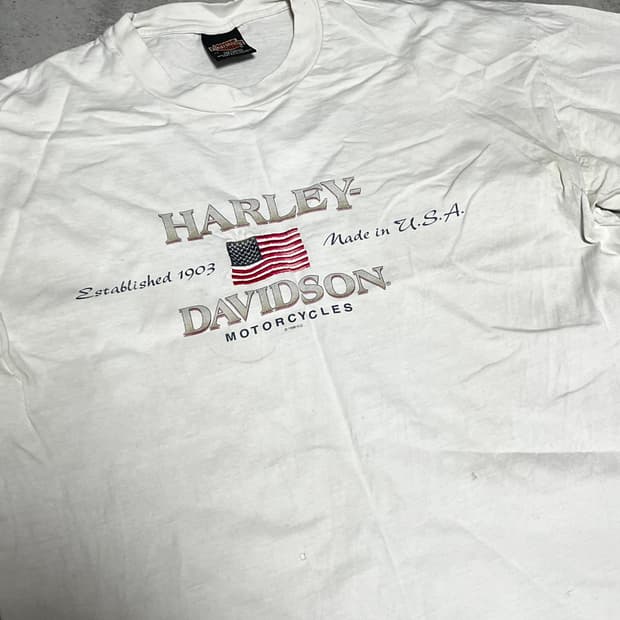 HARLEY-
Established 1903
Made in U.S.A.
DAVIDSON®
MOTORCYCLES